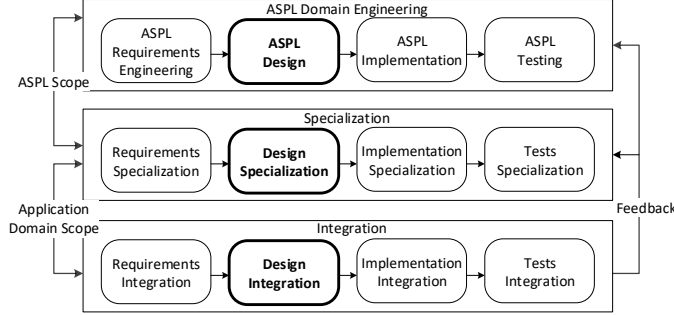 ASPL Domain Engineering
ASPL
Requirements
Engineering
ASPL
Design
ASPL
Implementation
ASPL
Testing
ASPL Scope
Specialization
Requirements
Specialization
Design
Specialization
Implementation
Specialization
Tests
Specialization
Application
Domain Scope
Feedback
Integration
Requirements
Integration
Design
Integration
Implementation
Integration
Tests
Integration